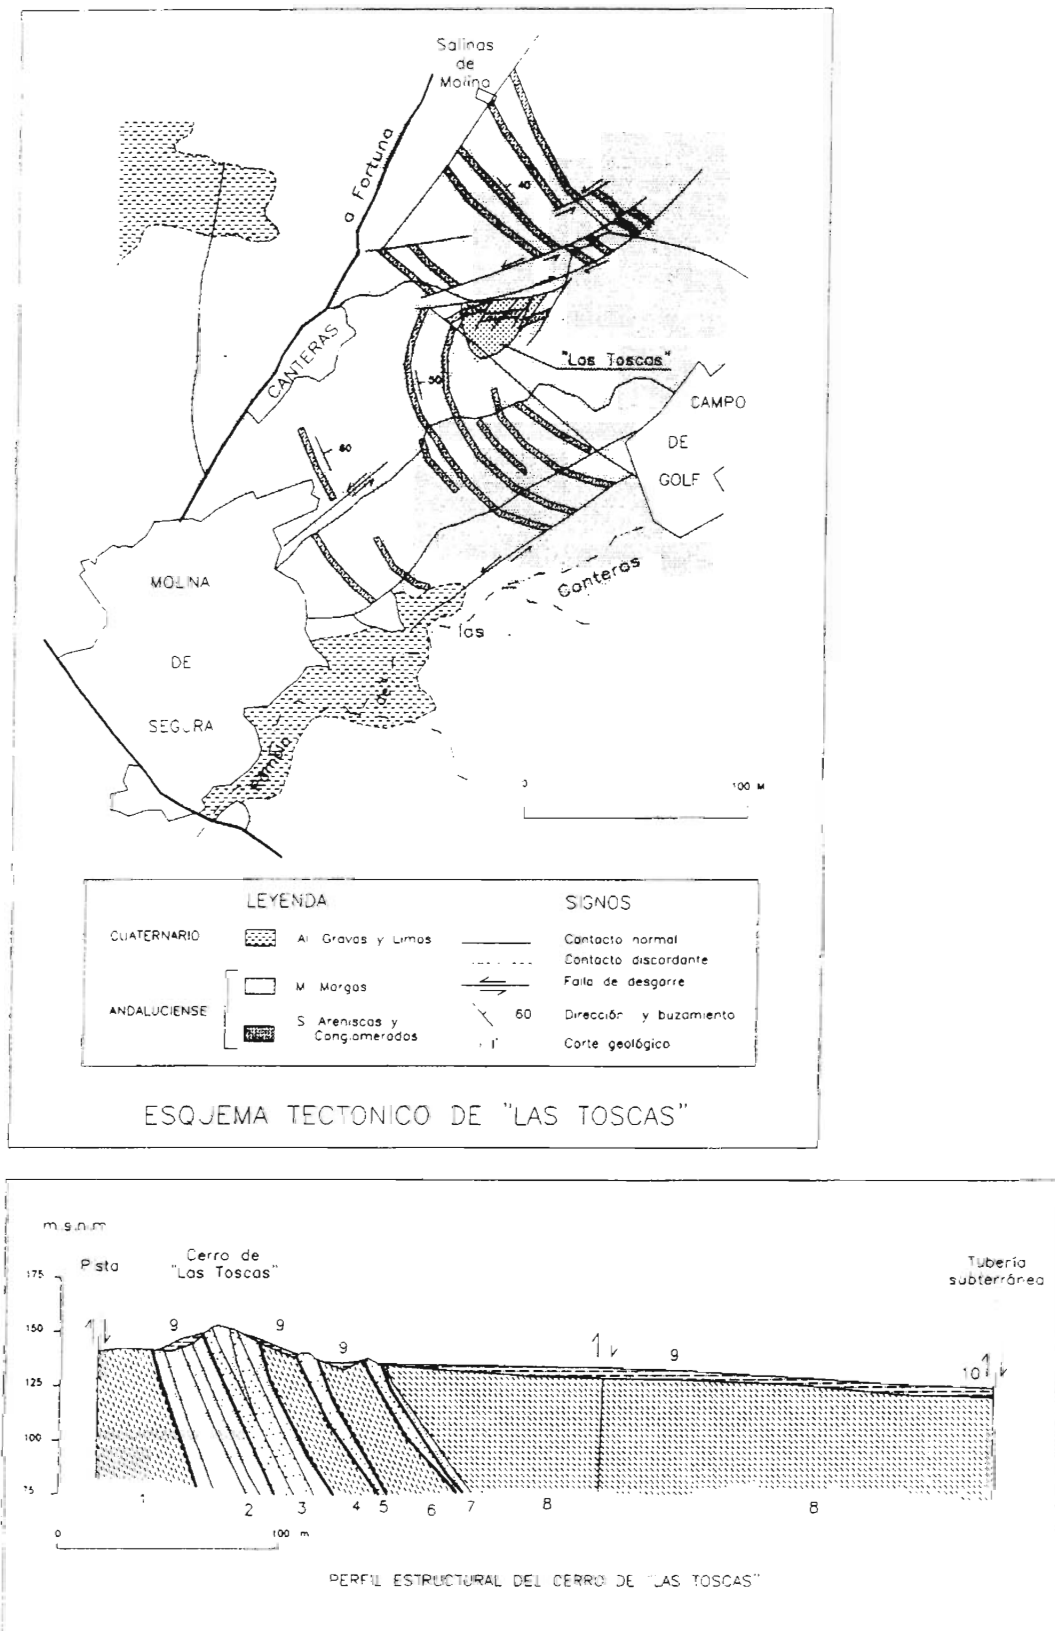 Salinas
de
Molina
a Fortuna
40
CANTERAS
"Las Toscas"
50
60
CAMPO
DE
GOLF
MOLINA
DE
SEGURA
Rambla
de
las
Canteras
0 100 M
LEYENDA SIGNOS
CUATERNARIO Al Gravas y Limos Contacto normal
Contacto discordante
M Margas Falla de desgarre
ANDALUCIENSE
S Areniscas y
Conglomerados
60 Dirección y buzamiento
Corte geológico
ESQUEMA TECTONICO DE "LAS TOSCAS"
m.s.n.m
Pista
Cerro de
"Las Toscas"
Tubería
subterránea
175
150
125
100
75
9 9 9 9
10
1 2 3 4 5 6 7 8 8
0 100 m
PERFIL ESTRUCTURAL DEL CERRO DE "LAS TOSCAS"